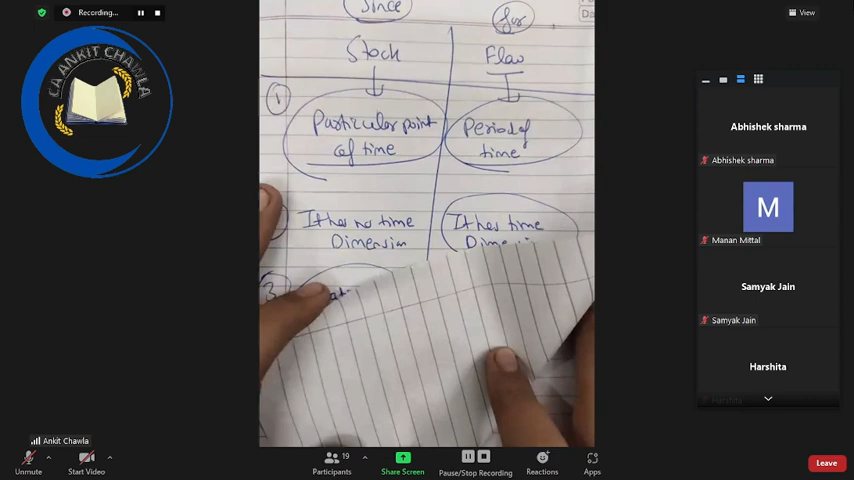 Recording...
View
CA ANKIT CHAWLA
Since
for
Stock
Flow
1
Particular point
of time
Period of
time
It has no time
Dimension
It has time
3
Abhishek sharma
Abhishek sharma
M
Manan Mittal
Samyak Jain
Samyak Jain
Harshita
Harshita
Ankit Chawla
Unmute
Start Video
19
Participants
Share Screen
Pause/Stop Recording
Reactions
Apps
Leave